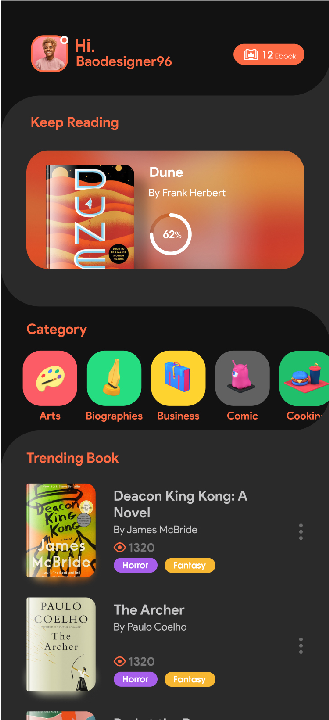 Hi.
Baodesigner96
12 EBOOK
Keep Reading
DUNE
Dune
By Frank Herbert
62%
Category
Arts
Biographies
Business
Comic
Cookin
Trending Book
Deacon
King
Kong
James
McBride
Deacon King Kong: A
Novel
By James McBride
1320
Horror
Fantasy
PAULO
COELHO
The
Archer
The Archer
By Paulo Coelho
1320
Horror
Fantasy